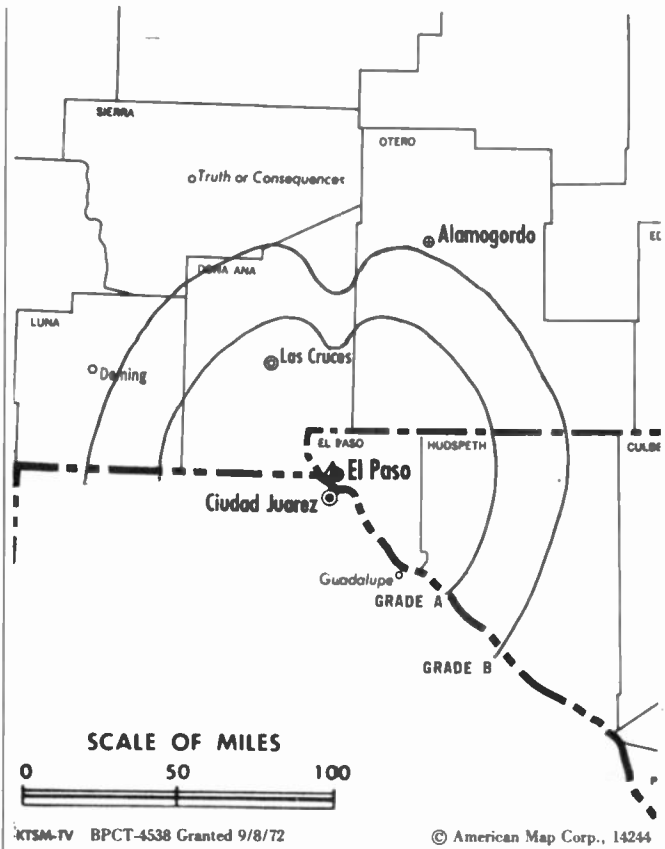 SIERRA
OTERO
Truth or Consequences
Alamogordo
DONA ANA
LUNA
Las Cruces
Deming
EL PASO
HUDSPETH
CULBE
El Paso
Ciudad Juarez
Guadalupe
GRADE A
GRADE B
SCALE OF MILES
0 50 100
KTSM-TV BPCT-4538 Granted 9/8/72
© American Map Corp., 14244